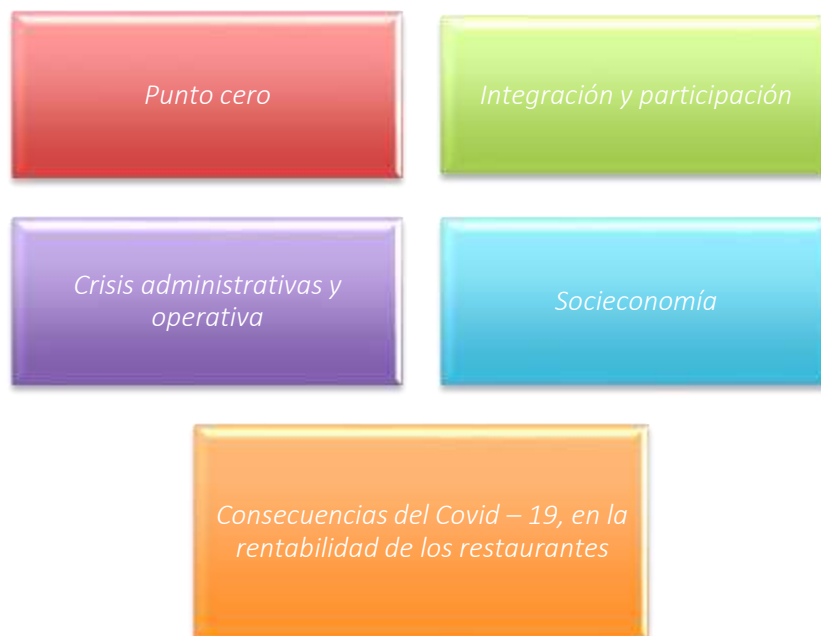 Punto cero
Integración y participación
Crisis administrativas y
operativa
Socieconomía
Consecuencias del Covid – 19, en la
rentabilidad de los restaurantes